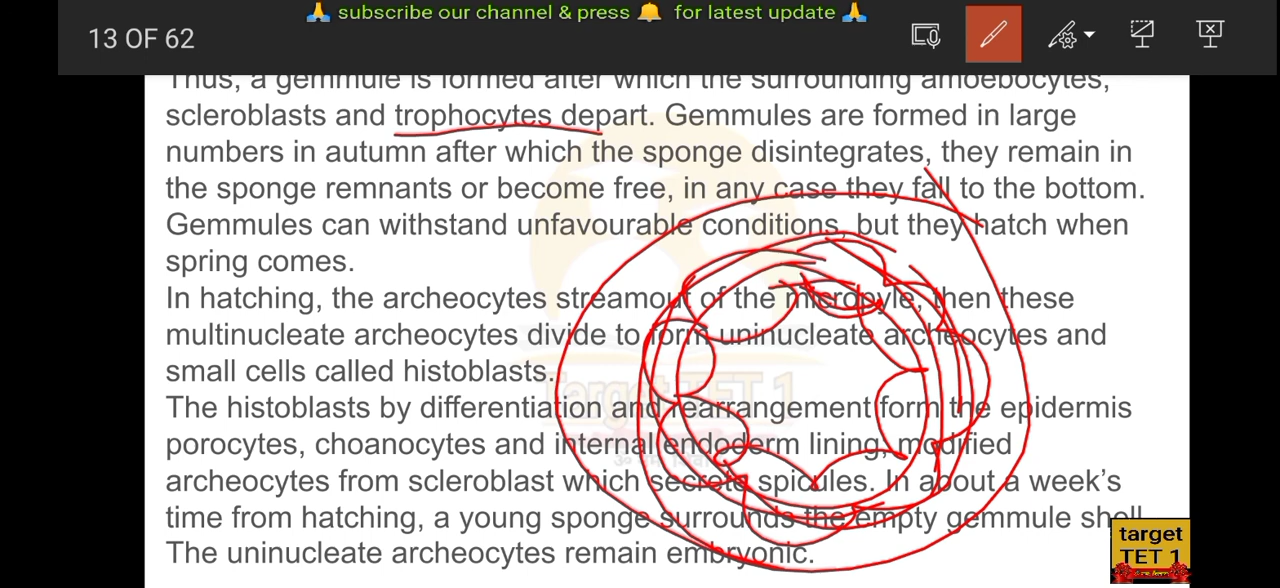 🙏 subscribe our channel & press 🔔 for latest update 🙏
13 OF 62
Thus, a gemmule is formed after which the surrounding amoebocytes,
scleroblasts and trophocytes depart. Gemmules are formed in large
numbers in autumn after which the sponge disintegrates, they remain in
the sponge remnants or become free, in any case they fall to the bottom.
Gemmules can withstand unfavourable conditions, but they hatch when
spring comes.
In hatching, the archeocytes streamout of the micropyle, then these
multinucleate archeocytes divide to form uninucleate archeocytes and
small cells called histoblasts.
The histoblasts by differentiation and rearrangement form the epidermis
porocytes, choanocytes and internal endoderm lining, modified
archeocytes from scleroblast which secrete spicules. In about a week's
time from hatching, a young sponge surrounds the empty gemmule shell.
The uninucleate archeocytes remain embryonic.
Target TET 1
target
TET 1